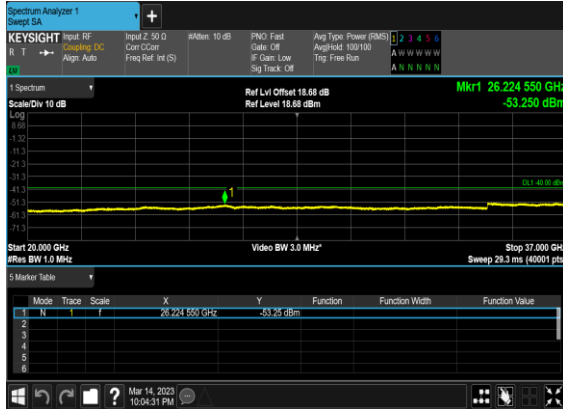 Spectrum Analyzer 1
Swept SA
+
KEYSIGHT
R T
Input: RF
Coupling: DC
Align: Auto
Input Z: 50 Ω
Corr CCorr
Freq Ref: Int (S)
#Atten: 10 dB
PNO: Fast
Gate: Off
IF Gain: Low
Sig Track: Off
Avg Type: Power (RMS)
Avg|Hold: 100/100
Trig: Free Run
1 2 3 4 5 6
A W W W W W
A N N N N N
1 Spectrum
Scale/Div 10 dB
Ref Lvl Offset 18.68 dB
Ref Level 18.68 dBm
Mkr1 26.224 550 GHz
-53.250 dBm
Log
8.68
-1.32
-11.3
-21.3
-31.3
-41.3
-51.3
-61.3
-71.3
DL1 -40.00 dBm
1
Start 20.000 GHz
#Res BW 1.0 MHz
Video BW 3.0 MHz*
Stop 37.000 GHz
Sweep 29.3 ms (40001 pts)
5 Marker Table
Mode Trace Scale X Y Function Function Width Function Value
1 N 1 f 26.224 550 GHz -53.25 dBm
2
3
4
5
6
?
Mar 14, 2023
10:04:31 PM